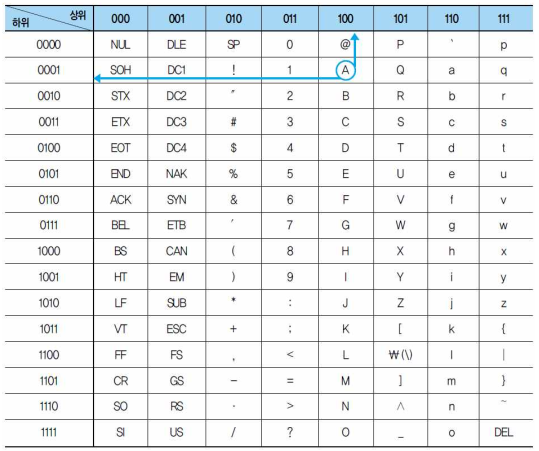 하위 상위 000 001 010 011 100 101 110 111
0000 NUL DLE SP 0 @ P ` p
0001 SOH DC1 ! 1 A Q a q
0010 STX DC2 ″ 2 B R b r
0011 ETX DC3 # 3 C S c s
0100 EOT DC4 $ 4 D T d t
0101 END NAK % 5 E U e u
0110 ACK SYN & 6 F V f v
0111 BEL ETB ′ 7 G W g w
1000 BS CAN ( 8 H X h x
1001 HT EM ) 9 I Y i y
1010 LF SUB * : J Z j z
1011 VT ESC + ; K [ k {
1100 FF FS , < L ₩(\) l |
1101 CR GS – = M ] m }
1110 SO RS · > N ∧ n ~
1111 SI US / ? O _ o DEL